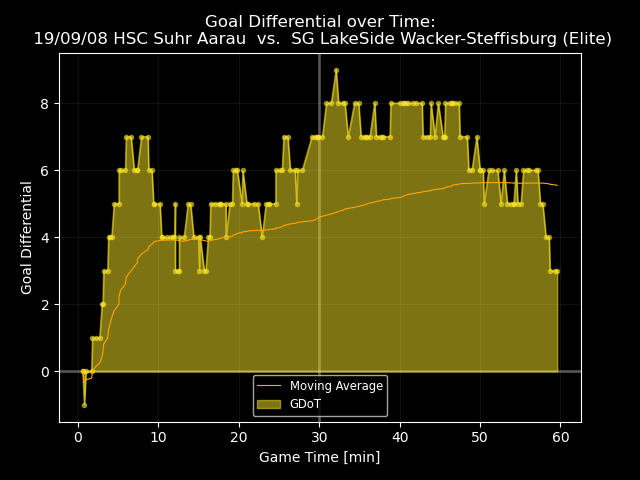 Goal Differential over Time:
19/09/08 HSC Suhr Aarau  vs.  SG LakeSide Wacker-Steffisburg (Elite)
Goal Differential
8
6
4
2
0
Moving Average
GDoT
0 10 20 30 40 50 60
Game Time [min]